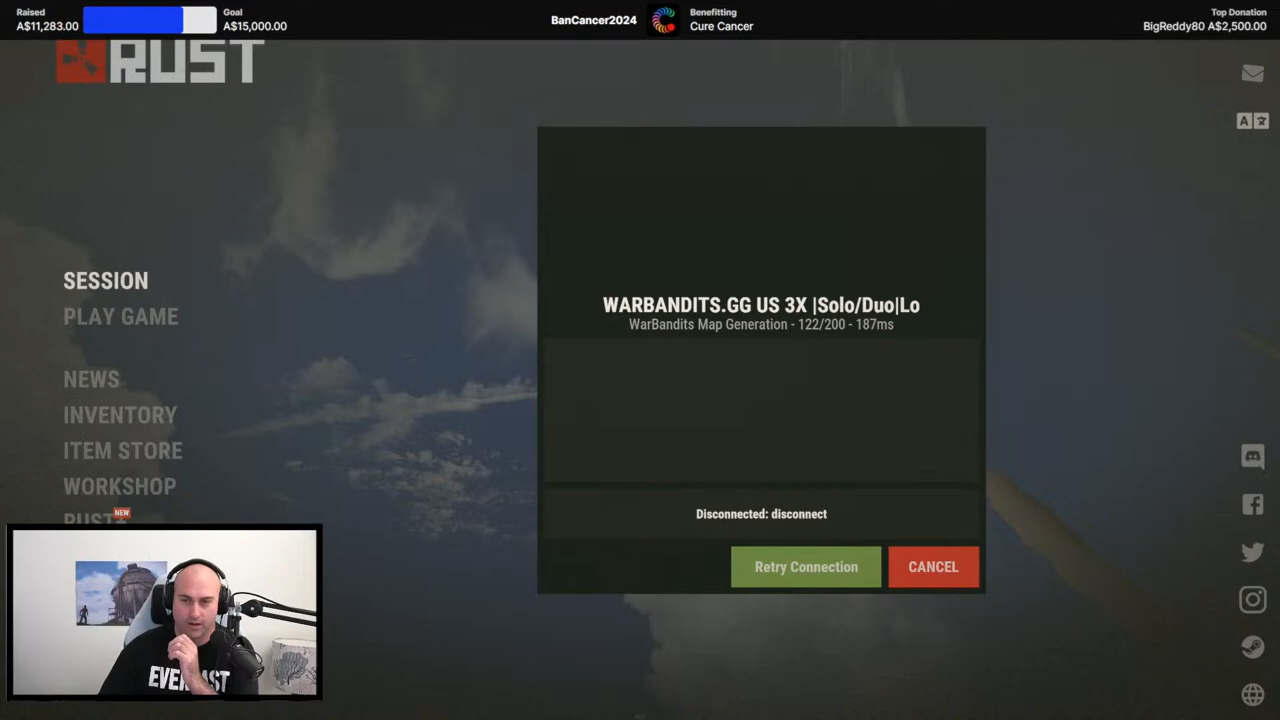 Raised
A$11,283.00
Goal
A$15,000.00
BanCancer2024
Benefitting
Cure Cancer
Top Donation
BigReddy80 A$2,500.00
RUST
SESSION
PLAY GAME
NEWS
INVENTORY
ITEM STORE
WORKSHOP
RUST+
NEW
WARBANDITS.GG US 3X |Solo/Duo|Lo
WarBandits Map Generation - 122/200 - 187ms
Disconnected: disconnect
Retry Connection
CANCEL
A